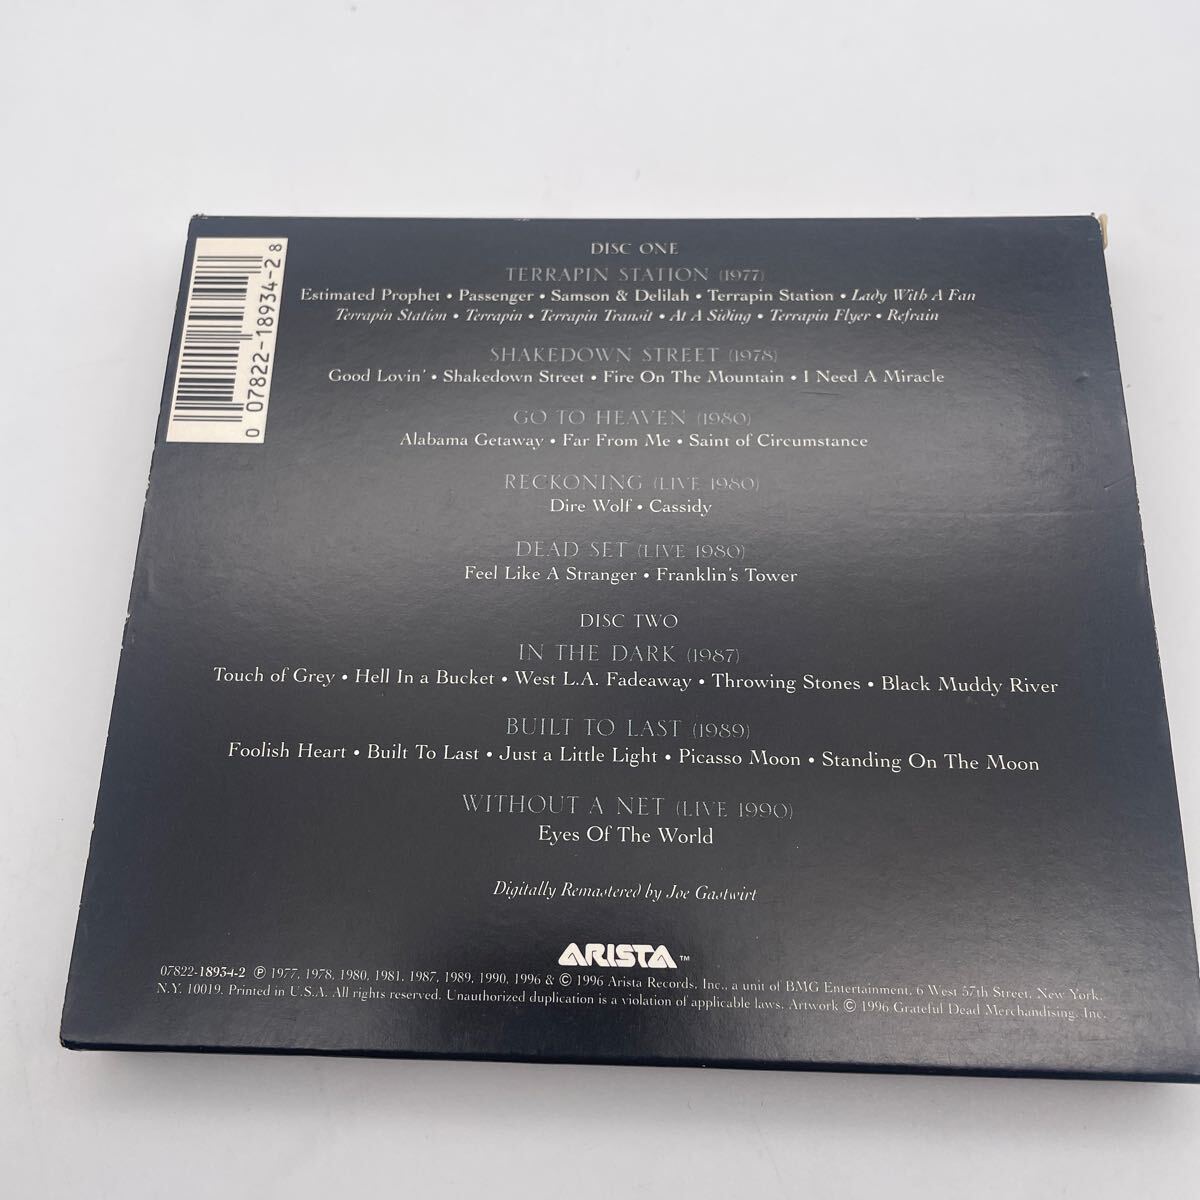 0 07822-18934-2 8
DISC ONE
TERRAPIN STATION (1977)
Estimated Prophet • Passenger • Samson & Delilah • Terrapin Station • Lady With A Fan
Terrapin Station • Terrapin • Terrapin Transit • At A Siding • Terrapin Flyer • Refrain
SHAKEDOWN STREET (1978)
Good Lovin' • Shakedown Street • Fire On The Mountain • I Need A Miracle
GO TO HEAVEN (1980)
Alabama Getaway • Far From Me • Saint of Circumstance
RECKONING (LIVE 1980)
Dire Wolf • Cassidy
DEAD SET (LIVE 1980)
Feel Like A Stranger • Franklin's Tower
DISC TWO
IN THE DARK (1987)
Touch of Grey • Hell In a Bucket • West L.A. Fadeaway • Throwing Stones • Black Muddy River
BUILT TO LAST (1989)
Foolish Heart • Built To Last • Just a Little Light • Picasso Moon • Standing On The Moon
WITHOUT A NET (LIVE 1990)
Eyes Of The World
Digitally Remastered by Joe Gastwirt
ARISTA™
07822-18934-2 ℗ 1977, 1978, 1980, 1981, 1987, 1989, 1990, 1996 & © 1996 Arista Records, Inc., a unit of BMG Entertainment, 6 West 57th Street, New York,
N.Y. 10019. Printed in U.S.A. All rights reserved. Unauthorized duplication is a violation of applicable laws. Artwork © 1996 Grateful Dead Merchandising, Inc.